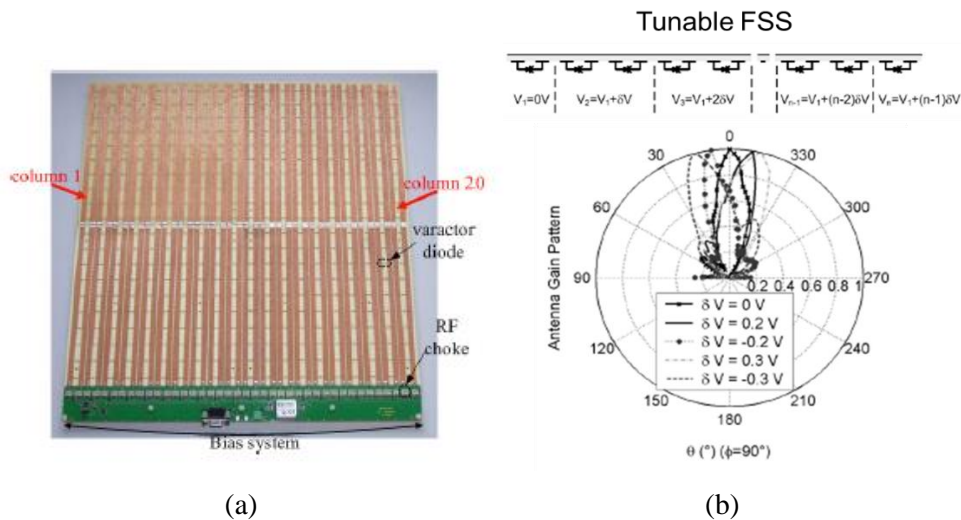 Tunable FSS
V₁=0V V₂=V₁+δV V₃=V₁+2δV Vₙ₋₁=V₁+(n-2)δV Vₙ=V₁+(n-1)δV
column 1
column 20
varactor
diode
RF
choke
Bias system
0
30 330
60 300
90 270
120 240
150 210
180
0.2 0.4 0.6 0.8 1
Antenna Gain Pattern
δ V = 0 V
δ V = 0.2 V
δ V = -0.2 V
δ V = 0.3 V
δ V = -0.3 V
θ (°) (ϕ=90°)
(a) (b)